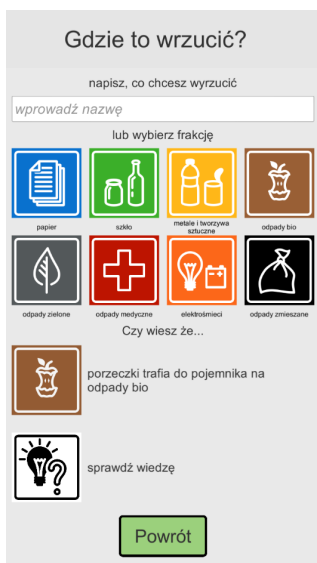 Gdzie to wrzucić?
napisz, co chcesz wyrzucić
wprowadź nazwę
lub wybierz frakcję
papier
szkło
metale i tworzywa
sztuczne
odpady bio
odpady zielone
odpady medyczne
elektrośmieci
odpady zmieszane
Czy wiesz że...
porzeczki trafia do pojemnika na
odpady bio
sprawdź wiedzę
Powrót